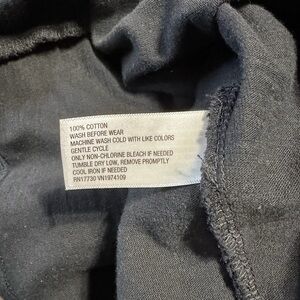 100% COTTON
WASH BEFORE WEAR
MACHINE WASH COLD WITH LIKE COLORS
GENTLE CYCLE
ONLY NON-CHLORINE BLEACH IF NEEDED
TUMBLE DRY LOW, REMOVE PROMPTLY
COOL IRON IF NEEDED
RN17730 VN1974109